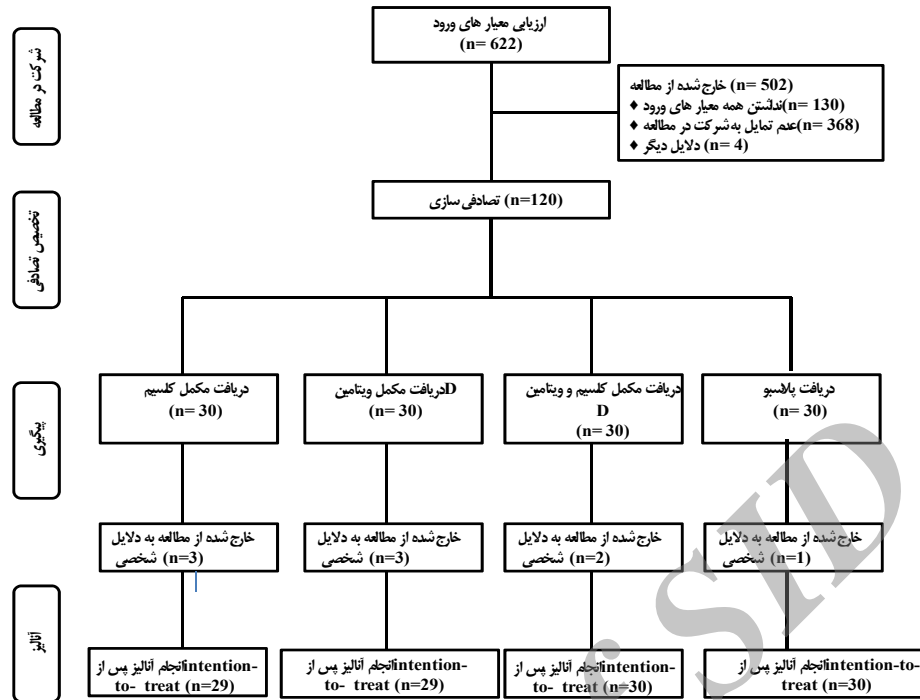 ارزیابی معیار های ورود
(n= 622)
شرکت در مطالعه
خارج شده از مطالعه (n= 502)
♦ نداشتن همه معیار های ورود(n= 130)
♦ عدم تمایل به شرکت در مطالعه(n= 368)
♦ دلایل دیگر (n= 4)
تصادفی سازی (n=120)
تخصیص تصادفی
دریافت مکمل کلسیم
(n= 30)
دریافت مکمل ویتامین D
(n= 30)
دریافت مکمل کلسیم و ویتامین
D
(n= 30)
دریافت پلاسبو
(n= 30)
پیگیری
خارج شده از مطالعه به دلایل
شخصی (n=3)
خارج شده از مطالعه به دلایل
شخصی (n=3)
خارج شده از مطالعه به دلایل
شخصی (n=2)
خارج شده از مطالعه به دلایل
شخصی (n=1)
آنالیز
انجام آنالیز پس از intention-
to- treat (n=29)
انجام آنالیز پس از intention-
to- treat (n=29)
انجام آنالیز پس از intention-
to- treat (n=30)
انجام آنالیز پس از intention-to-
treat (n=30)
SID